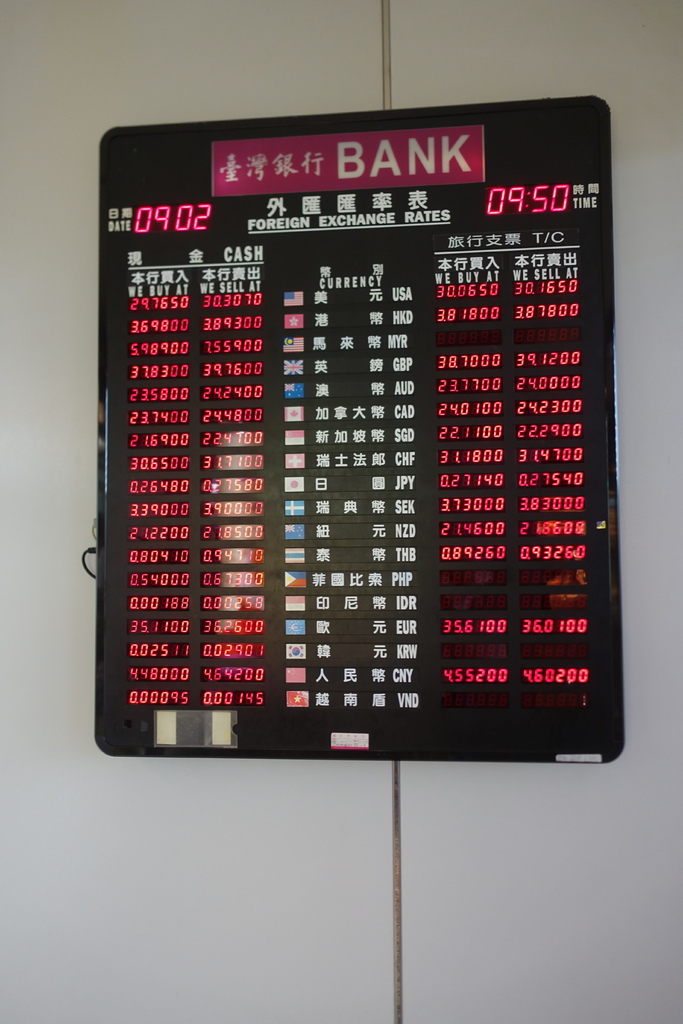 臺灣銀行 BANK
日期 DATE 0902 外匯匯率表 09:50 時間 TIME
FOREIGN EXCHANGE RATES
現金 CASH 旅行支票 T/C
本行買入 本行賣出 幣別 本行買入 本行賣出
WE BUY AT WE SELL AT CURRENCY WE BUY AT WE SELL AT
29.7650 30.3070 美元 USA 30.0650 30.1650
3.69800 3.89300 港幣 HKD 3.81800 3.87800
5.98900 7.55900 馬來幣 MYR
37.8300 39.7600 英鎊 GBP 38.7000 39.1200
23.5800 24.2400 澳幣 AUD 23.7700 24.0000
23.7400 24.4800 加拿大幣 CAD 24.0100 24.2300
21.6900 22.4700 新加坡幣 SGD 22.1100 22.2900
30.6500 31.7100 瑞士法郎 CHF 31.1800 31.4700
0.26480 0.27580 日圓 JPY 0.27140 0.27540
3.39000 3.90000 瑞典幣 SEK 3.73000 3.83000
21.2200 21.8500 紐元 NZD 21.4600 21.6600
0.80410 0.94710 泰幣 THB 0.89260 0.93260
0.54000 0.67300 菲國比索 PHP
0.00188 0.00258 印尼幣 IDR
35.1100 36.2600 歐元 EUR 35.6100 36.0100
0.02511 0.02901 韓元 KRW
4.48000 4.64200 人民幣 CNY 4.55200 4.60200
0.00095 0.00145 越南盾 VND